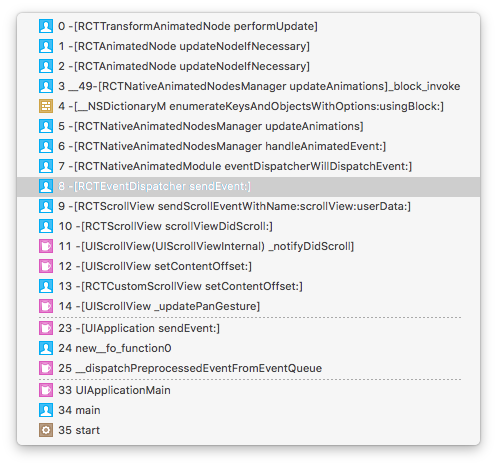 0 -[RCTTransformAnimatedNode performUpdate]
1 -[RCTAnimatedNode updateNodeIfNecessary]
2 -[RCTAnimatedNode updateNodeIfNecessary]
3 __49-[RCTNativeAnimatedNodesManager updateAnimations]_block_invoke
4 -[__NSDictionaryM enumerateKeysAndObjectsWithOptions:usingBlock:]
5 -[RCTNativeAnimatedNodesManager updateAnimations]
6 -[RCTNativeAnimatedNodesManager handleAnimatedEvent:]
7 -[RCTNativeAnimatedModule eventDispatcherWillDispatchEvent:]
8 -[RCTEventDispatcher sendEvent:]
9 -[RCTScrollView sendScrollEventWithName:scrollView:userData:]
10 -[RCTScrollView scrollViewDidScroll:]
11 -[UIScrollView(UIScrollViewInternal) _notifyDidScroll]
12 -[UIScrollView setContentOffset:]
13 -[RCTCustomScrollView setContentOffset:]
14 -[UIScrollView _updatePanGesture]
23 -[UIApplication sendEvent:]
24 new__fo_function0
25 __dispatchPreprocessedEventFromEventQueue
33 UIApplicationMain
34 main
35 start